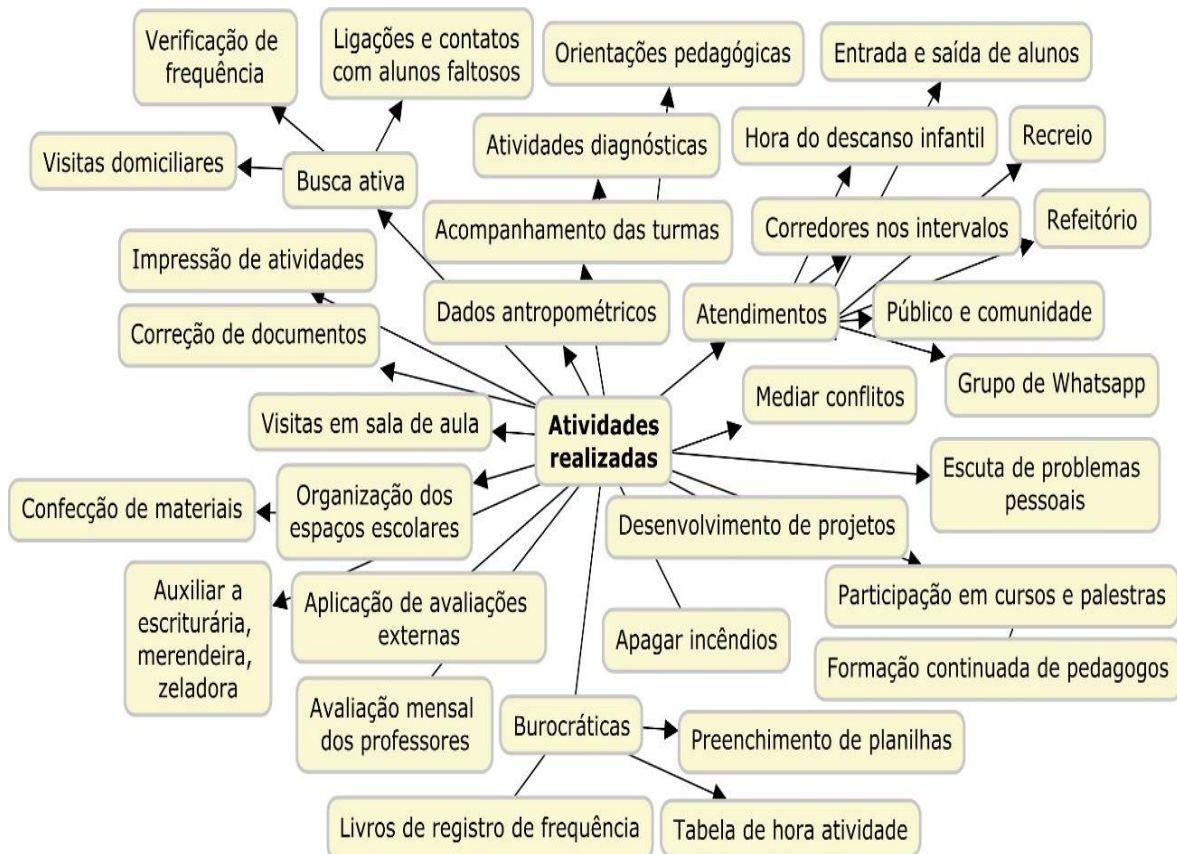 Verificação de
frequência
Ligações e contatos
com alunos faltosos
Orientações pedagógicas
Entrada e saída de alunos
Atividades diagnósticas
Hora do descanso infantil
Recreio
Visitas domiciliares
Busca ativa
Acompanhamento das turmas
Corredores nos intervalos
Refeitório
Impressão de atividades
Dados antropométricos
Atendimentos
Público e comunidade
Correção de documentos
Grupo de Whatsapp
Mediar conflitos
Visitas em sala de aula
Atividades
realizadas
Escuta de problemas
pessoais
Confecção de materiais
Organização dos
espaços escolares
Desenvolvimento de projetos
Auxiliar a
escriturária,
merendeira,
zeladora
Aplicação de avaliações
externas
Apagar incêndios
Participação em cursos e palestras
Formação continuada de pedagogos
Avaliação mensal
dos professores
Burocráticas
Preenchimento de planilhas
Livros de registro de frequência
Tabela de hora atividade